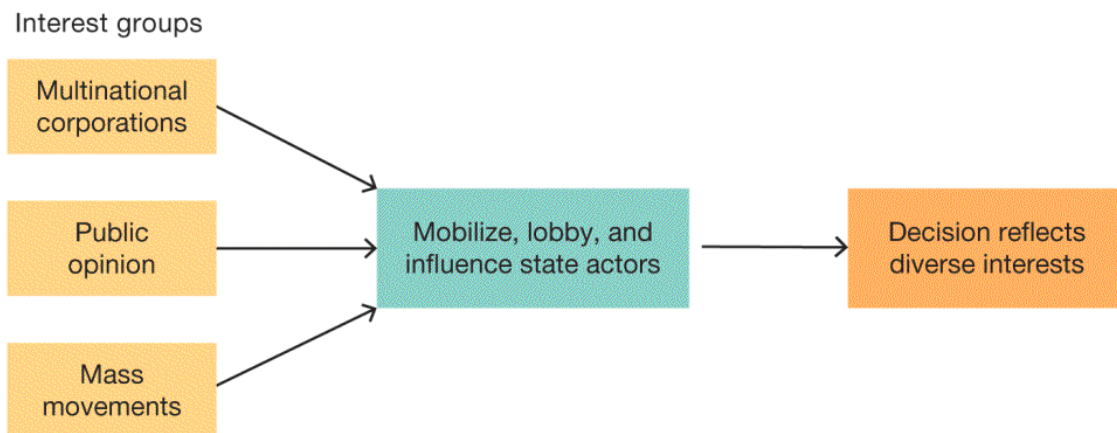 Interest groups
Multinational
corporations
Public
opinion
Mass
movements
Mobilize, lobby, and
influence state actors
Decision reflects
diverse interests